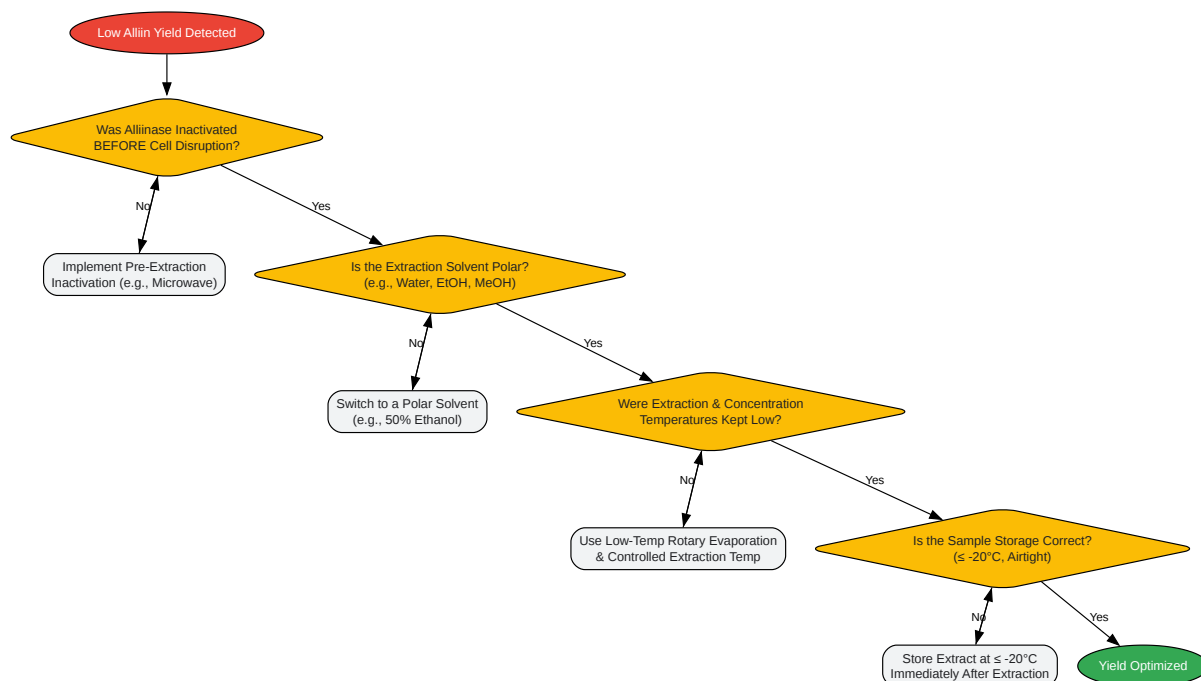 Low Alliin Yield Detected
Was Alliinase Inactivated
BEFORE Cell Disruption?
No
Yes
Implement Pre-Extraction
Inactivation (e.g., Microwave)
Is the Extraction Solvent Polar?
(e.g., Water, EtOH, MeOH)
No
Yes
Switch to a Polar Solvent
(e.g., 50% Ethanol)
Were Extraction & Concentration
Temperatures Kept Low?
No
Yes
Use Low-Temp Rotary Evaporation
& Controlled Extraction Temp
Is the Sample Storage Correct?
(≤ -20°C, Airtight)
No
Yes
Store Extract at ≤ -20°C
Immediately After Extraction
Yield Optimized